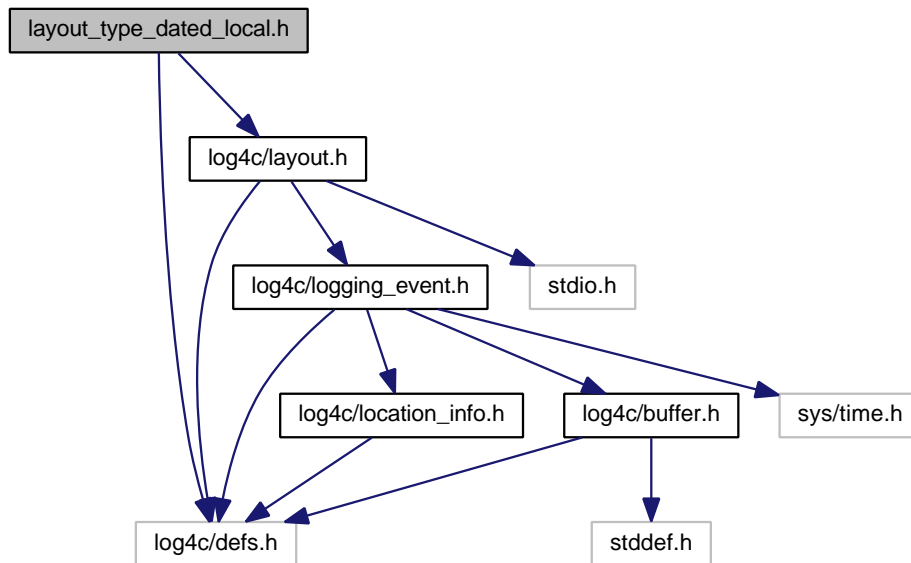 layout_type_dated_local.h
log4c/layout.h
log4c/logging_event.h
stdio.h
log4c/location_info.h
log4c/buffer.h
sys/time.h
log4c/defs.h
stddef.h